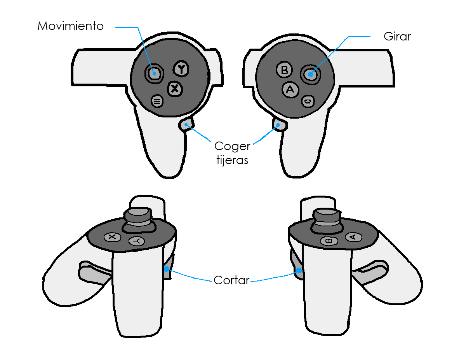 Movimiento
Girar
Y
X
B
A
Coger
tijeras
X
Y
B
A
Cortar